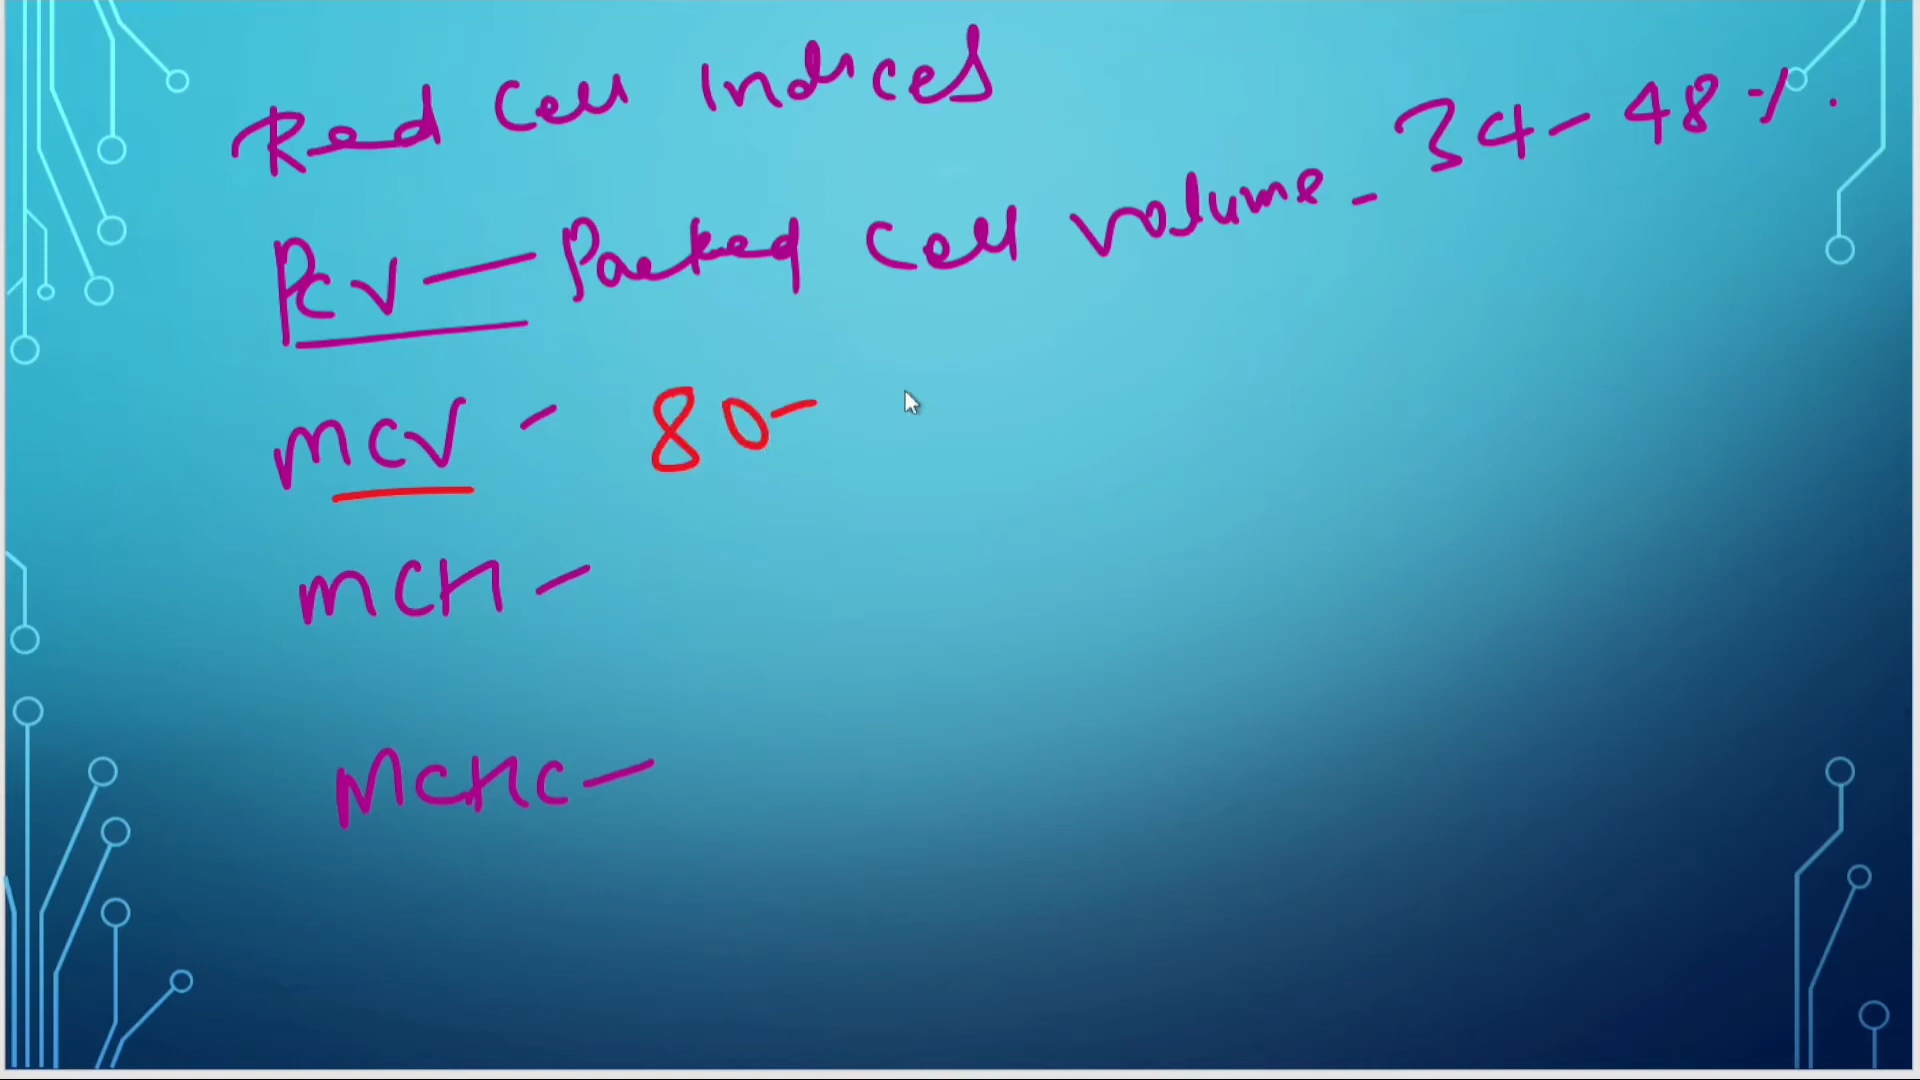 Red Cell Indices
PCV — Packed Cell volume - 34-48%.
MCV - 80-
MCH -
MCHC -